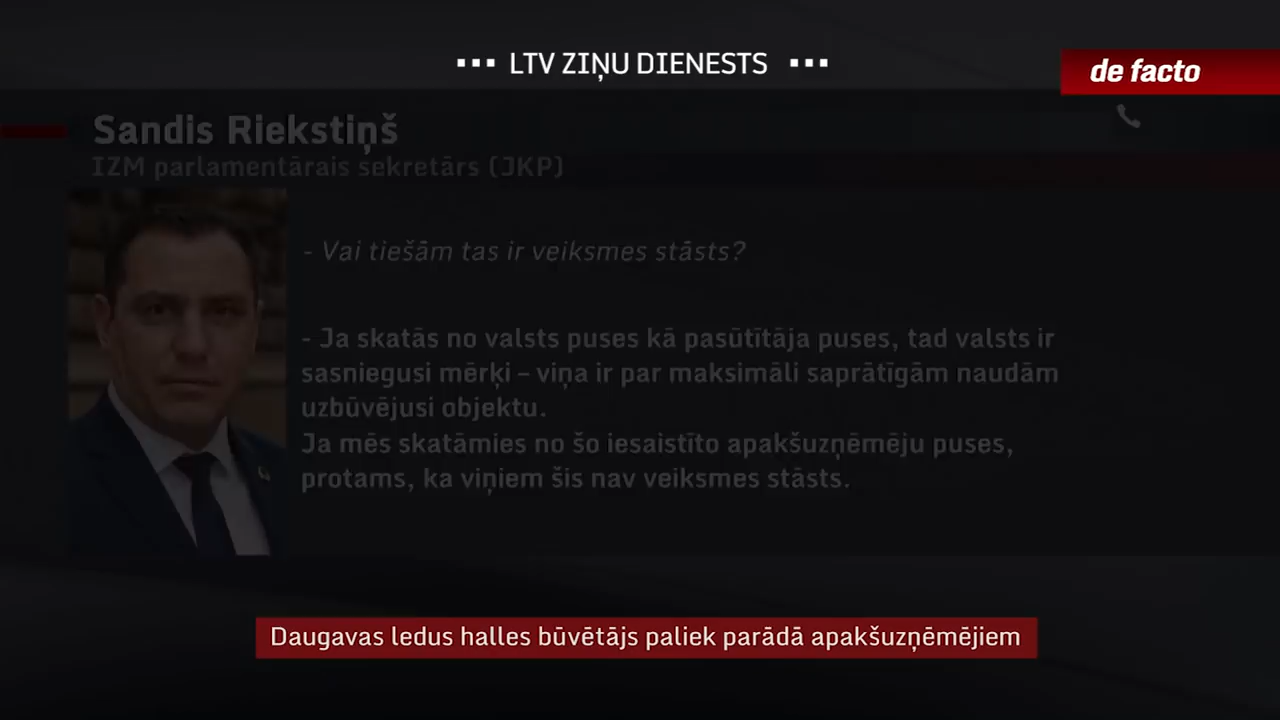 LTV ZIŅU DIENESTS
de facto
Sandis Riekstiņš
IZM parlamentārais sekretārs (JKP)
- Vai tiešām tas ir veiksmes stāsts?
- Ja skatās no valsts puses kā pasūtītāja puses, tad valsts ir
sasniegusi mērķi – viņa ir par maksimāli saprātīgām naudām
uzbūvējusi objektu.
Ja mēs skatāmies no šo iesaistīto apakšuzņēmēju puses,
protams, ka viņiem šis nav veiksmes stāsts.
Daugavas ledus halles būvētājs paliek parādā apakšuzņēmējiem